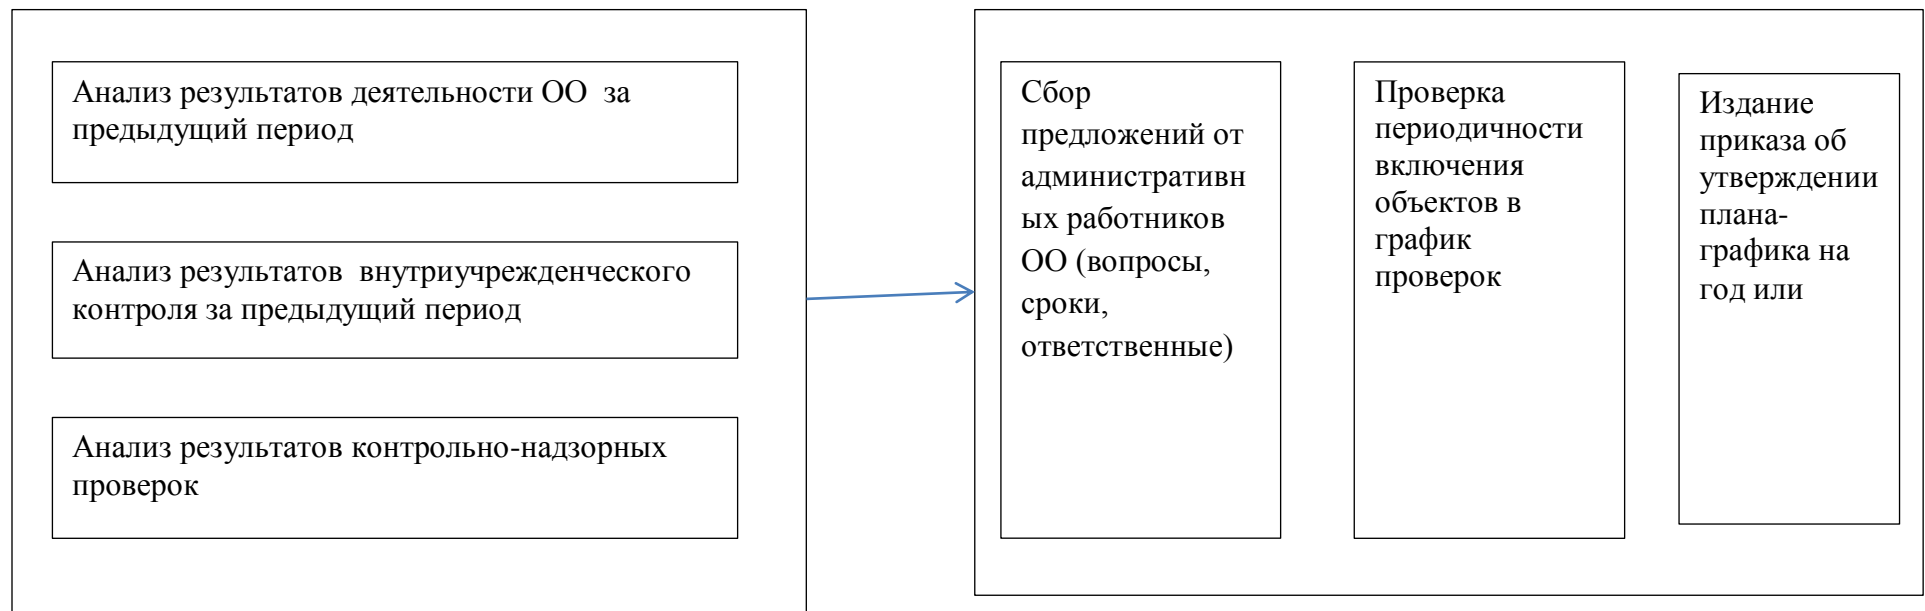 Анализ результатов деятельности ОО  за
предыдущий период
Анализ результатов  внутриучрежденческого
контроля за предыдущий период
Анализ результатов контрольно-надзорных
проверок
Сбор
предложений от
административн
ых работников
ОО (вопросы,
сроки,
ответственные)
Проверка
периодичности
включения
объектов в
график
проверок
Издание
приказа об
утверждении
плана-
графика на
год или